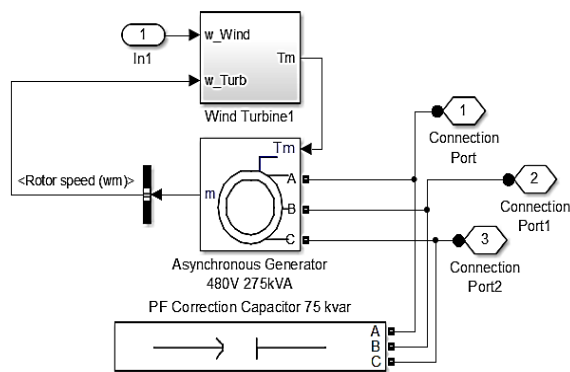 1
In1
w_Wind
w_Turb
Tm
Wind Turbine1
<Rotor speed (wm)>
m
Tm
A
B
C
Asynchronous Generator
480V 275kVA
1
Connection
Port
2
Connection
Port1
3
Connection
Port2
PF Correction Capacitor 75 kvar
A
B
C